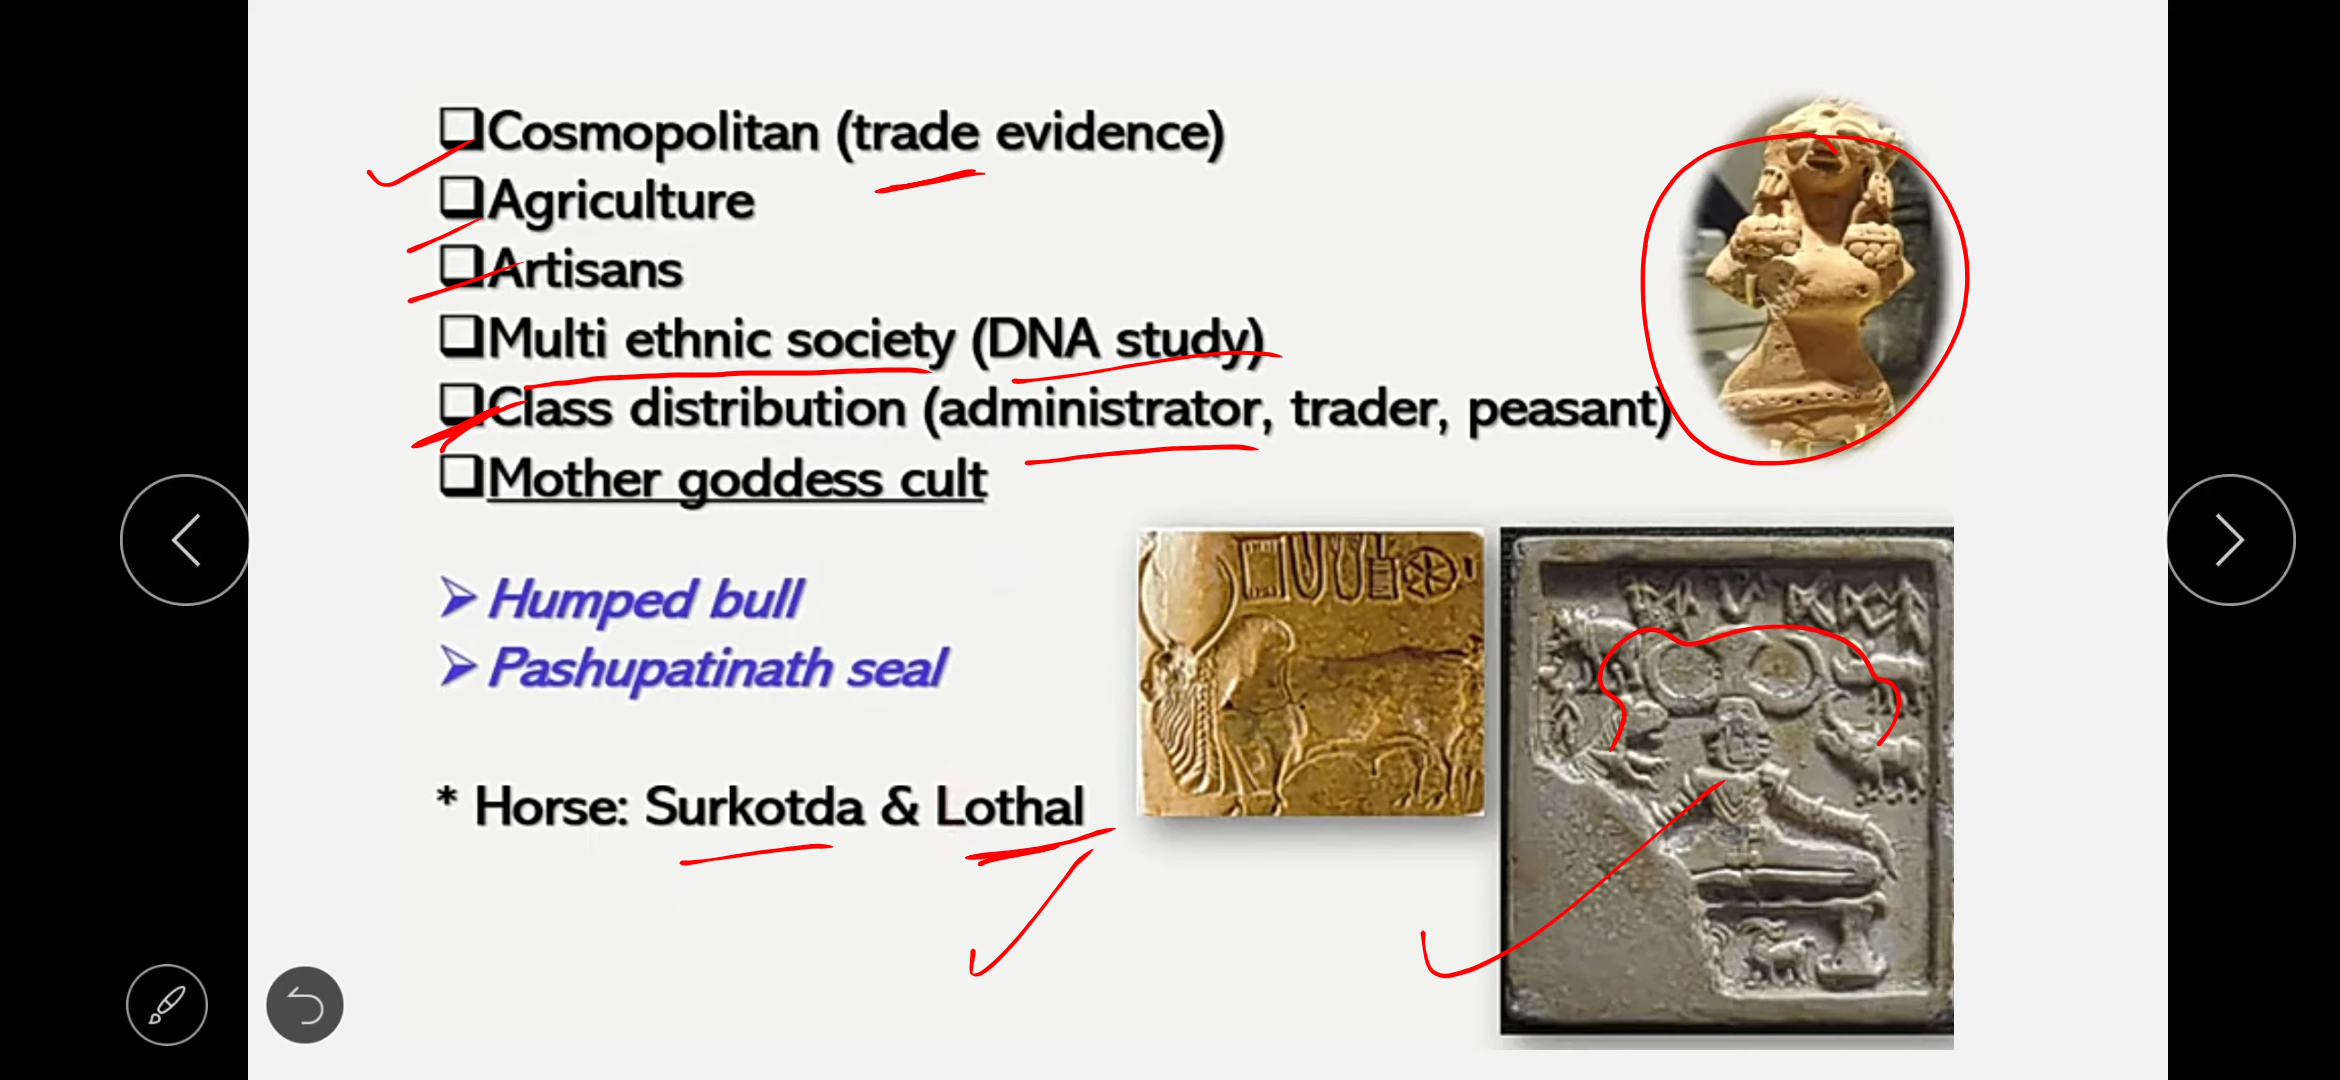 ❑Cosmopolitan (trade evidence)
❑Agriculture
❑Artisans
❑Multi ethnic society (DNA study)
❑Class distribution (administrator, trader, peasant)
❑Mother goddess cult
➢ Humped bull
➢ Pashupatinath seal
* Horse: Surkotda & Lothal